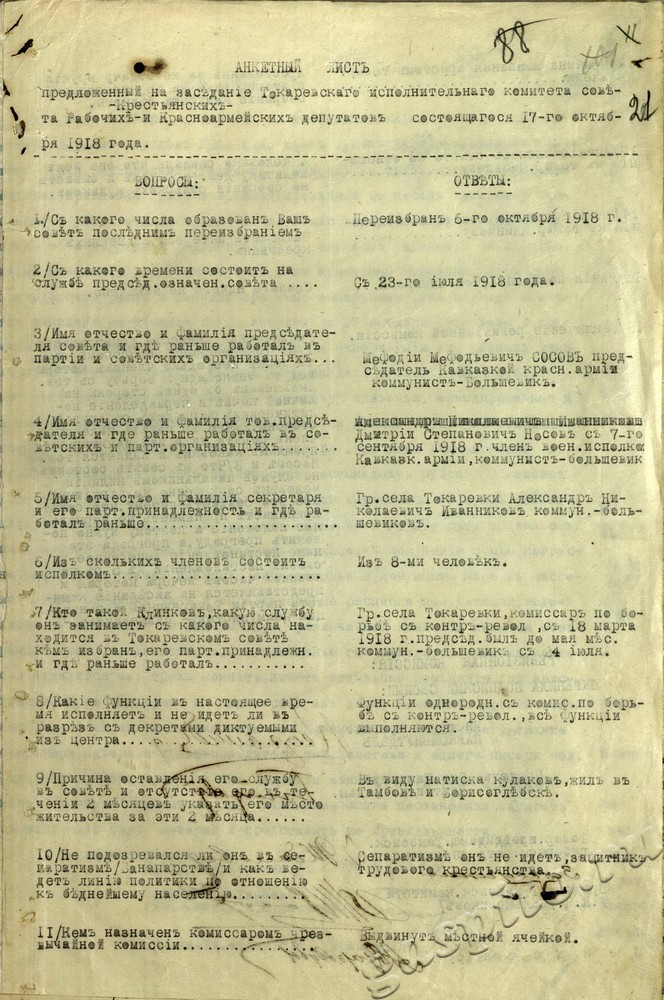 88
21
АНКЕТНЫЙ ЛИСТЪ
предложенный на засѣданіе Токаревскаго исполнительнаго комитета совѣ-
-Крестьянскихъ-
та Рабочихъ-и Красноармейскихъ депутатовъ состоящагося 17-го октяб-
ря 1918 года.
ВОПРОСЫ:
ОТВѢТЫ:
1/Съ какого числа образованъ Вашъ
совѣтъ послѣднимъ переизбраніемъ
Переизбранъ 6-го октября 1918 г.
2/Съ какого времени состоитъ на
службѣ предсѣд.означен.совѣта ....
Съ 23-го іюля 1918 года.
3/Имя отчество и фамилія предсѣдате-
ля совѣта и гдѣ раньше работалъ въ
партіи и совѣтскихъ организаціяхъ...
Мефодій Мефодьевичъ СОСОВЪ пред-
сѣдатель Кавказкой красн.арміи
коммунистъ-Большевикъ.
4/Имя отчество и фамилія тов.предсѣ-
дателя и где раньше работалъ въ со-
вѣтскихъ и парт.организаціяхъ.......
Дмитрій Степановичъ Носовъ съ 7-го
сентября 1918 г.членъ воен.исполком
Кавказк.арміи,коммунистъ-большевик
5/Имя отчество и фамилія секретаря
и его парт.принадлежность и гдѣ ра-
боталъ раньше.......................
Гр.села Токаревки Александръ Ни-
колаевичъ Иванниковъ коммун.-боль-
шевиковъ.
6/Изъ сколькихъ членовъ состоитъ
исполкомъ.........................
Изъ 8-ми человѣкъ.
7/Кто такой Клинковъ,какую службу
онъ занимаетъ съ какого числа на-
ходится въ Токаревскомъ совѣтѣ
кѣмъ избранъ,его парт.принадлежн.
и гдѣ раньше работалъ...........
Гр.села Токаревки,комиссаръ по бо-
рьбѣ съ контръ-револ ,съ 18 марта
1918 г.предсѣд.былъ до мая мѣс.
коммун.-большевикъ съ 24 іюля.
8/Какіе функціи въ настоящее вре-
мя исполняетъ и не идетъ ли въ
разрѣзъ съ декретами диктуемыми
изъ центра.......................
Функціи однородн.съ комис.по борь-
бѣ съ контръ-револ.,всѣ функціи
выполняются.
9/Причина оставленія его службу
въ совѣтѣ и отсутствіе его въ те-
ченіи 2 мѣсяцевъ указать его мѣсто
жительства за эти 2 мѣсяца......
Въ виду натиска кулаковъ,жилъ въ
Тамбовѣ и Борисоглѣбскѣ.
10/Не подозрѣвался ли онъ въ се-
паратизмѣ/Банапарствѣ/и какъ ве-
детъ линію политики по отношенію
къ бѣднейшему населенію.........
Сепаратизмъ онъ не идетъ,защитникъ
трудового крестьянства.
11/Кемъ назначенъ комиссаромъ чрез-
вычайной комиссіи................
Выдвинутъ мѣстной ячейкой.
gaspito.ru